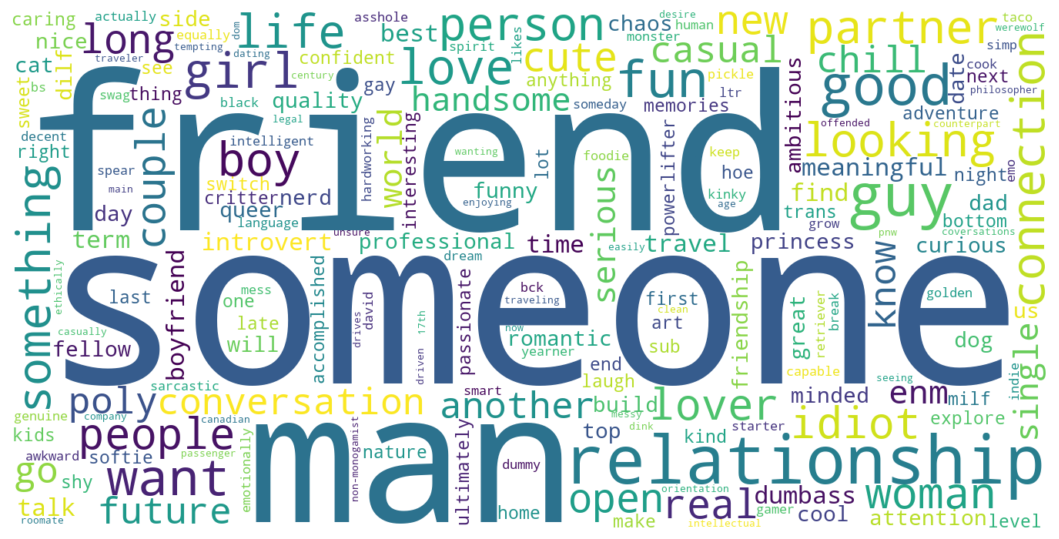 caring
actually
side
equally
asshole
best
person
likes
chaos
desire
human
monster
new
partner
taco
werewolf
simp
nice
long
tempting
doom
life
dating
confident
spirit
love
cute
casual
chill
cook
cat
dilf
traveler
girl
see
century
anything
fun
pickle
good
date
next
philosopher
bs
swag
thing
black
quality
gay
handsome
someday
memories
ltr
ambitious
offended
adventure
counterpart
sweet
decent
right
couple
legal
intelligent
hardworking
world
friend
wanting
foodie
lot
powerlifter
keep
looking
connection
something
spear
main
boy
switch
interesting
funny
enjoying
hoe
kinky
age
meaningful
night
emo
day
critter
nerd
queer
language
unsure
find
guy
dad
term
introvert
professional
dream
time
serious
travel
trans
grow
princess
bottom
pnw
curious
conversations
ethically
last
boyfriend
one
mess
late
will
accomplished
drives
david
someone
passionate
bck
traveling
now
romantic
yearner
easily
first
clean
art
sub
friendship
great
retriever
break
know
golden
us
single
dog
fellow
casually
sarcastic
driven
17th
end
laugh
capable
seeing
indie
genuine
poly
company
conversation
canadian
another
smart
build
messy
dink
lover
minded
starter
enm
milf
idiot
explore
kids
people
passenger
emotionally
man
non-monogamist
nature
ultimately
top
kind
awkward
softie
go
shy
want
dummy
relationship
talk
future
home
open
orientation
real
gamer
dumbass
woman
roomate
make
intellectual
cool
attention
level